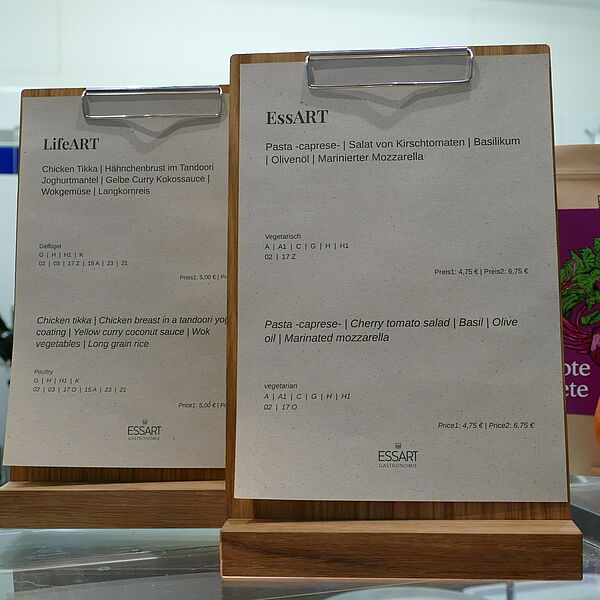 LifeART
Chicken Tikka | Hähnchenbrust im Tandoori
Joghurtmantel | Gelbe Curry Kokossauce |
Wokgemüse | Langkornreis
Geflügel
G | H | H1 | K
02 | 03 | 17 Z | 15 A | 23 | 21
Preis1: 5,00 € |
Chicken tikka | Chicken breast in a tandoori
coating | Yellow curry coconut sauce | Wok
vegetables | Long grain rice
Poultry
G | H | H1 | K
02 | 03 | 17 O | 15 A | 23 | 21
Price1: 5,00 € |
ESSART
GASTRONOMIE
EssART
Pasta -caprese- | Salat von Kirschtomaten | Basilikum
| Olivenöl | Marinierter Mozzarella
Vegetarisch
A | A1 | C | G | H | H1
02 | 17 Z
Preis1: 4,75 € | Preis2: 6,75 €
Pasta -caprese- | Cherry tomato salad | Basil | Olive
oil | Marinated mozzarella
vegetarian
A | A1 | C | G | H | H1
02 | 17 O
Price1: 4,75 € | Price2: 6,75 €
ESSART
GASTRONOMIE